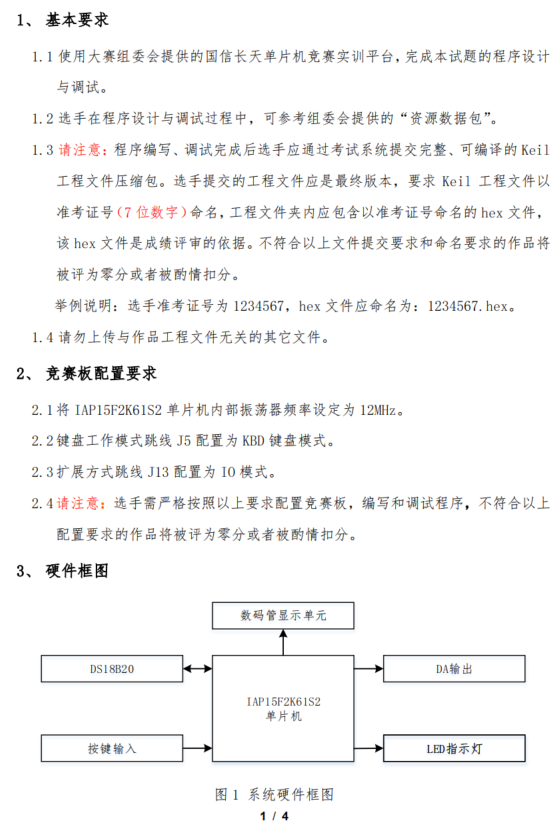 1、 基本要求
1.1 使用大赛组委会提供的国信长天单片机竞赛实训平台，完成本试题的程序设计
与调试。
1.2 选手在程序设计与调试过程中，可参考组委会提供的“资源数据包”。
1.3 请注意：程序编写、调试完成后选手应通过考试系统提交完整、可编译的 Keil
工程文件压缩包。选手提交的工程文件应是最终版本，要求 Keil 工程文件以
准考证号（7 位数字）命名，工程文件夹内应包含以准考证号命名的 hex 文件，
该 hex 文件是成绩评审的依据。不符合以上文件提交要求和命名要求的作品将
被评为零分或者被酌情扣分。
举例说明：选手准考证号为 1234567，hex 文件应命名为：1234567.hex。
1.4 请勿上传与作品工程文件无关的其它文件。
2、 竞赛板配置要求
2.1 将 IAP15F2K61S2 单片机内部振荡器频率设定为 12MHz。
2.2 键盘工作模式跳线 J5 配置为 KBD 键盘模式。
2.3 扩展方式跳线 J13 配置为 IO 模式。
2.4 请注意：选手需严格按照以上要求配置竞赛板，编写和调试程序，不符合以上
配置要求的作品将被评为零分或者被酌情扣分。
3、 硬件框图
数码管显示单元
DS18B20
IAP15F2K61S2
单片机
DA输出
按键输入
LED指示灯
图 1 系统硬件框图
1 / 4